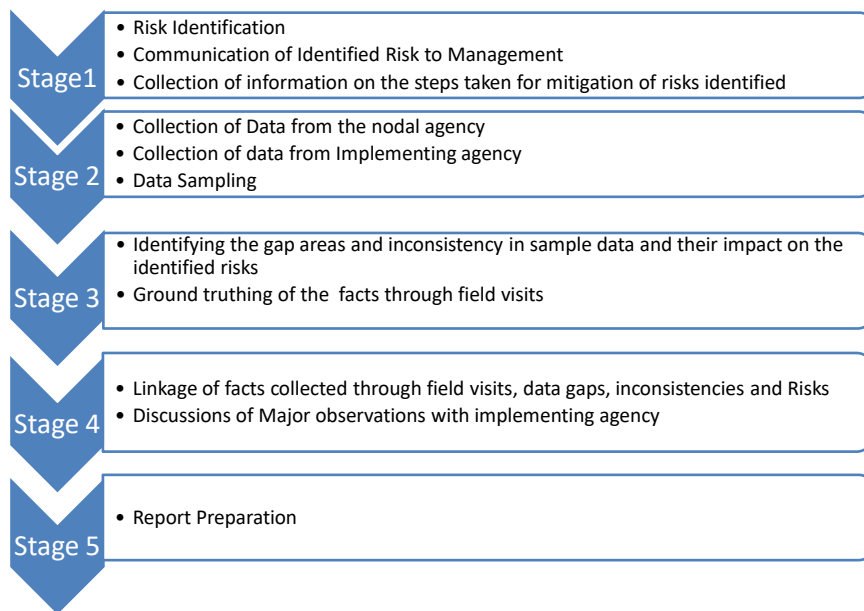 Stage1
• Risk Identification
• Communication of Identified Risk to Management
• Collection of information on the steps taken for mitigation of risks identified
Stage 2
• Collection of Data from the nodal agency
• Collection of data from Implementing agency
• Data Sampling
Stage 3
• Identifying the gap areas and inconsistency in sample data and their impact on the
identified risks
• Ground truthing of the facts through field visits
Stage 4
• Linkage of facts collected through field visits, data gaps, inconsistencies and Risks
• Discussions of Major observations with implementing agency
Stage 5
• Report Preparation